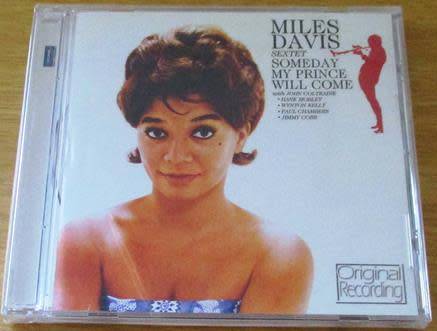 MILES
DAVIS
SEXTET
SOMEDAY
MY PRINCE
WILL COME
with JOHN COLTRAINE
• HANK MOBLEY
• WYNTON KELLY
• PAUL CHAMBERS
• JIMMY COBB
Original
Recording